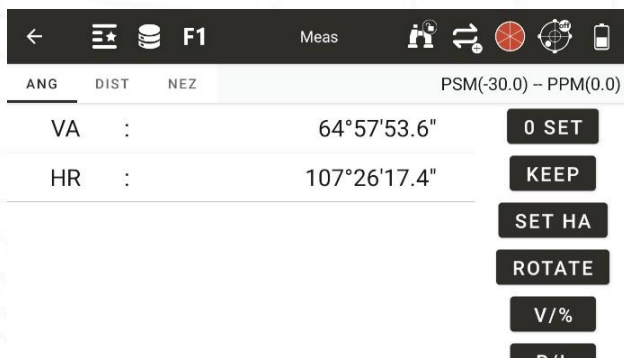 F1 Meas off
ANG DIST NEZ PSM(-30.0) -- PPM(0.0)
VA : 64°57'53.6" 0 SET
HR : 107°26'17.4" KEEP
SET HA
ROTATE
V/%